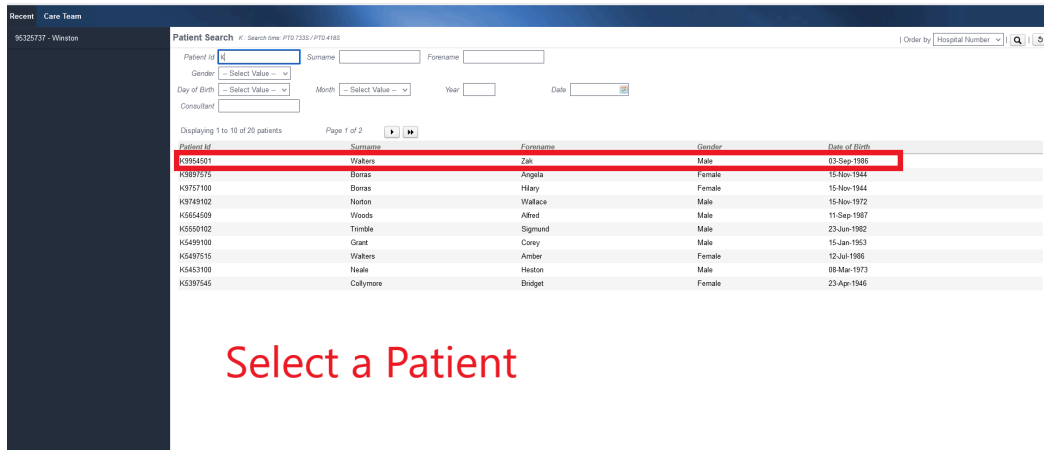 Recent Care Team
95325737 - Winston
Patient Search K : Search time: PT0.733S / PT0.418S | Order by Hospital Number
Patient Id K Surname Forename
Gender -- Select Value --
Day of Birth -- Select Value -- Month -- Select Value -- Year Date
Consultant
Displaying 1 to 10 of 20 patients Page 1 of 2
Patient Id Surname Forename Gender Date of Birth
K9954501 Walters Zak Male 03-Sep-1986
K9897575 Borras Angela Female 15-Nov-1944
K9757100 Borras Hilary Female 15-Nov-1944
K9749102 Norton Wallace Male 15-Nov-1972
K5654509 Woods Alfred Male 11-Sep-1987
K5550102 Trimble Sigmund Male 23-Jun-1982
K5499100 Grant Corey Male 15-Jan-1953
K5497515 Walters Amber Female 12-Jul-1986
K5453100 Neale Heston Male 08-Mar-1973
K5397545 Collymore Bridget Female 23-Apr-1946
Select a Patient